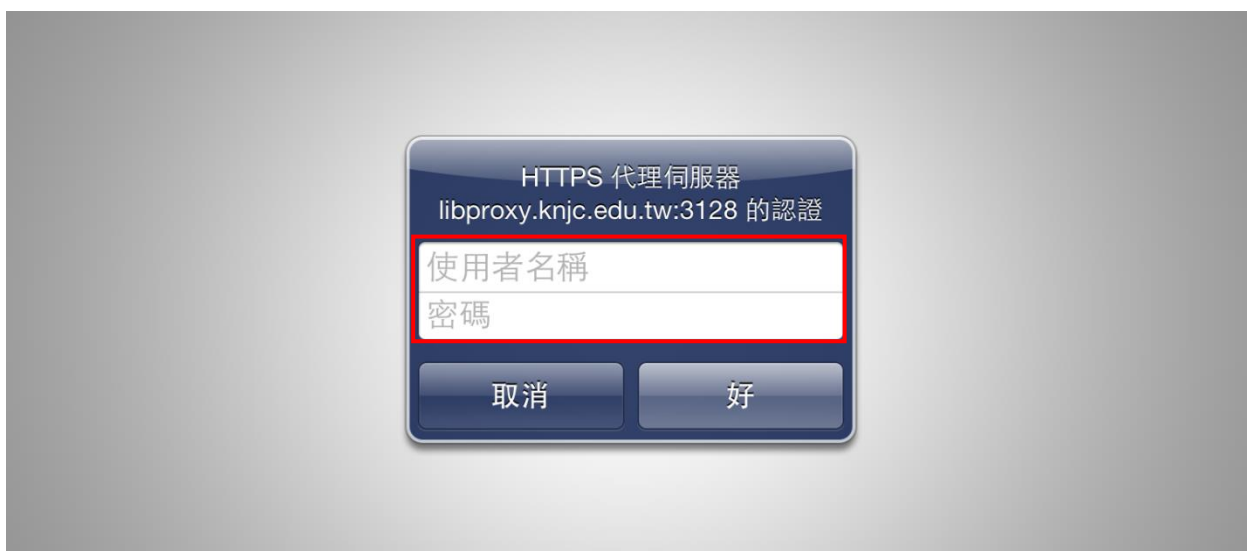 HTTPS 代理伺服器
libproxy.knjc.edu.tw:3128 的認證
使用者名稱
密碼
取消
好